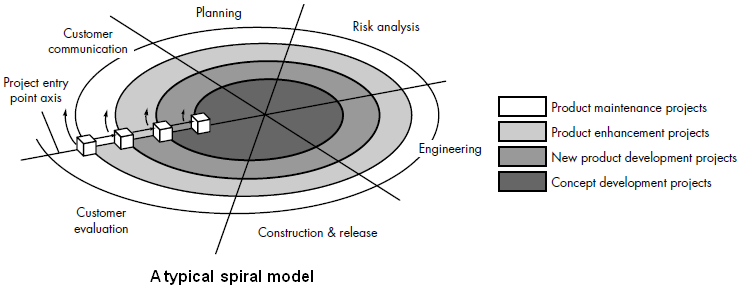 Planning
Risk analysis
Customer
communication
Project entry
point axis
Product maintenance projects
Product enhancement projects
New product development projects
Concept development projects
Engineering
Customer
evaluation
Construction & release
A typical spiral model